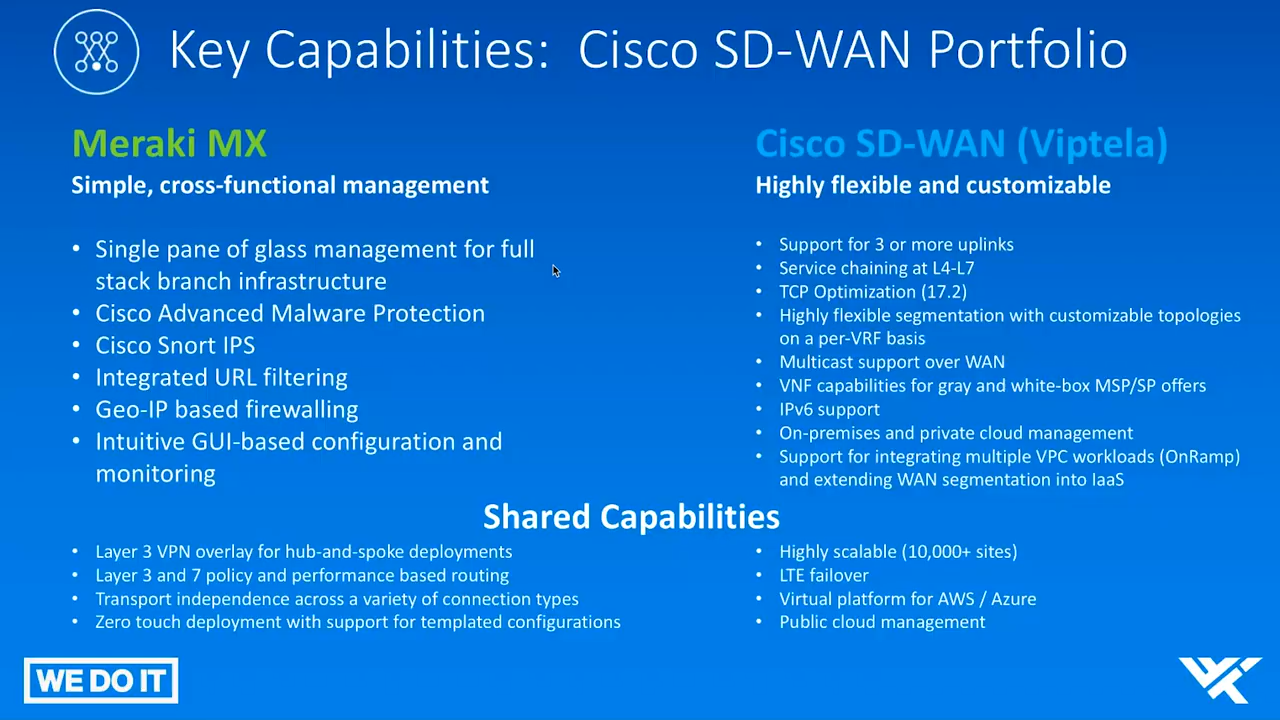 Key Capabilities: Cisco SD-WAN Portfolio
Meraki MX
Simple, cross-functional management
• Single pane of glass management for full
stack branch infrastructure
• Cisco Advanced Malware Protection
• Cisco Snort IPS
• Integrated URL filtering
• Geo-IP based firewalling
• Intuitive GUI-based configuration and
monitoring
Cisco SD-WAN (Viptela)
Highly flexible and customizable
• Support for 3 or more uplinks
• Service chaining at L4-L7
• TCP Optimization (17.2)
• Highly flexible segmentation with customizable topologies
on a per-VRF basis
• Multicast support over WAN
• VNF capabilities for gray and white-box MSP/SP offers
• IPv6 support
• On-premises and private cloud management
• Support for integrating multiple VPC workloads (OnRamp)
and extending WAN segmentation into IaaS
Shared Capabilities
• Layer 3 VPN overlay for hub-and-spoke deployments
• Layer 3 and 7 policy and performance based routing
• Transport independence across a variety of connection types
• Zero touch deployment with support for templated configurations
• Highly scalable (10,000+ sites)
• LTE failover
• Virtual platform for AWS / Azure
• Public cloud management
WE DO IT